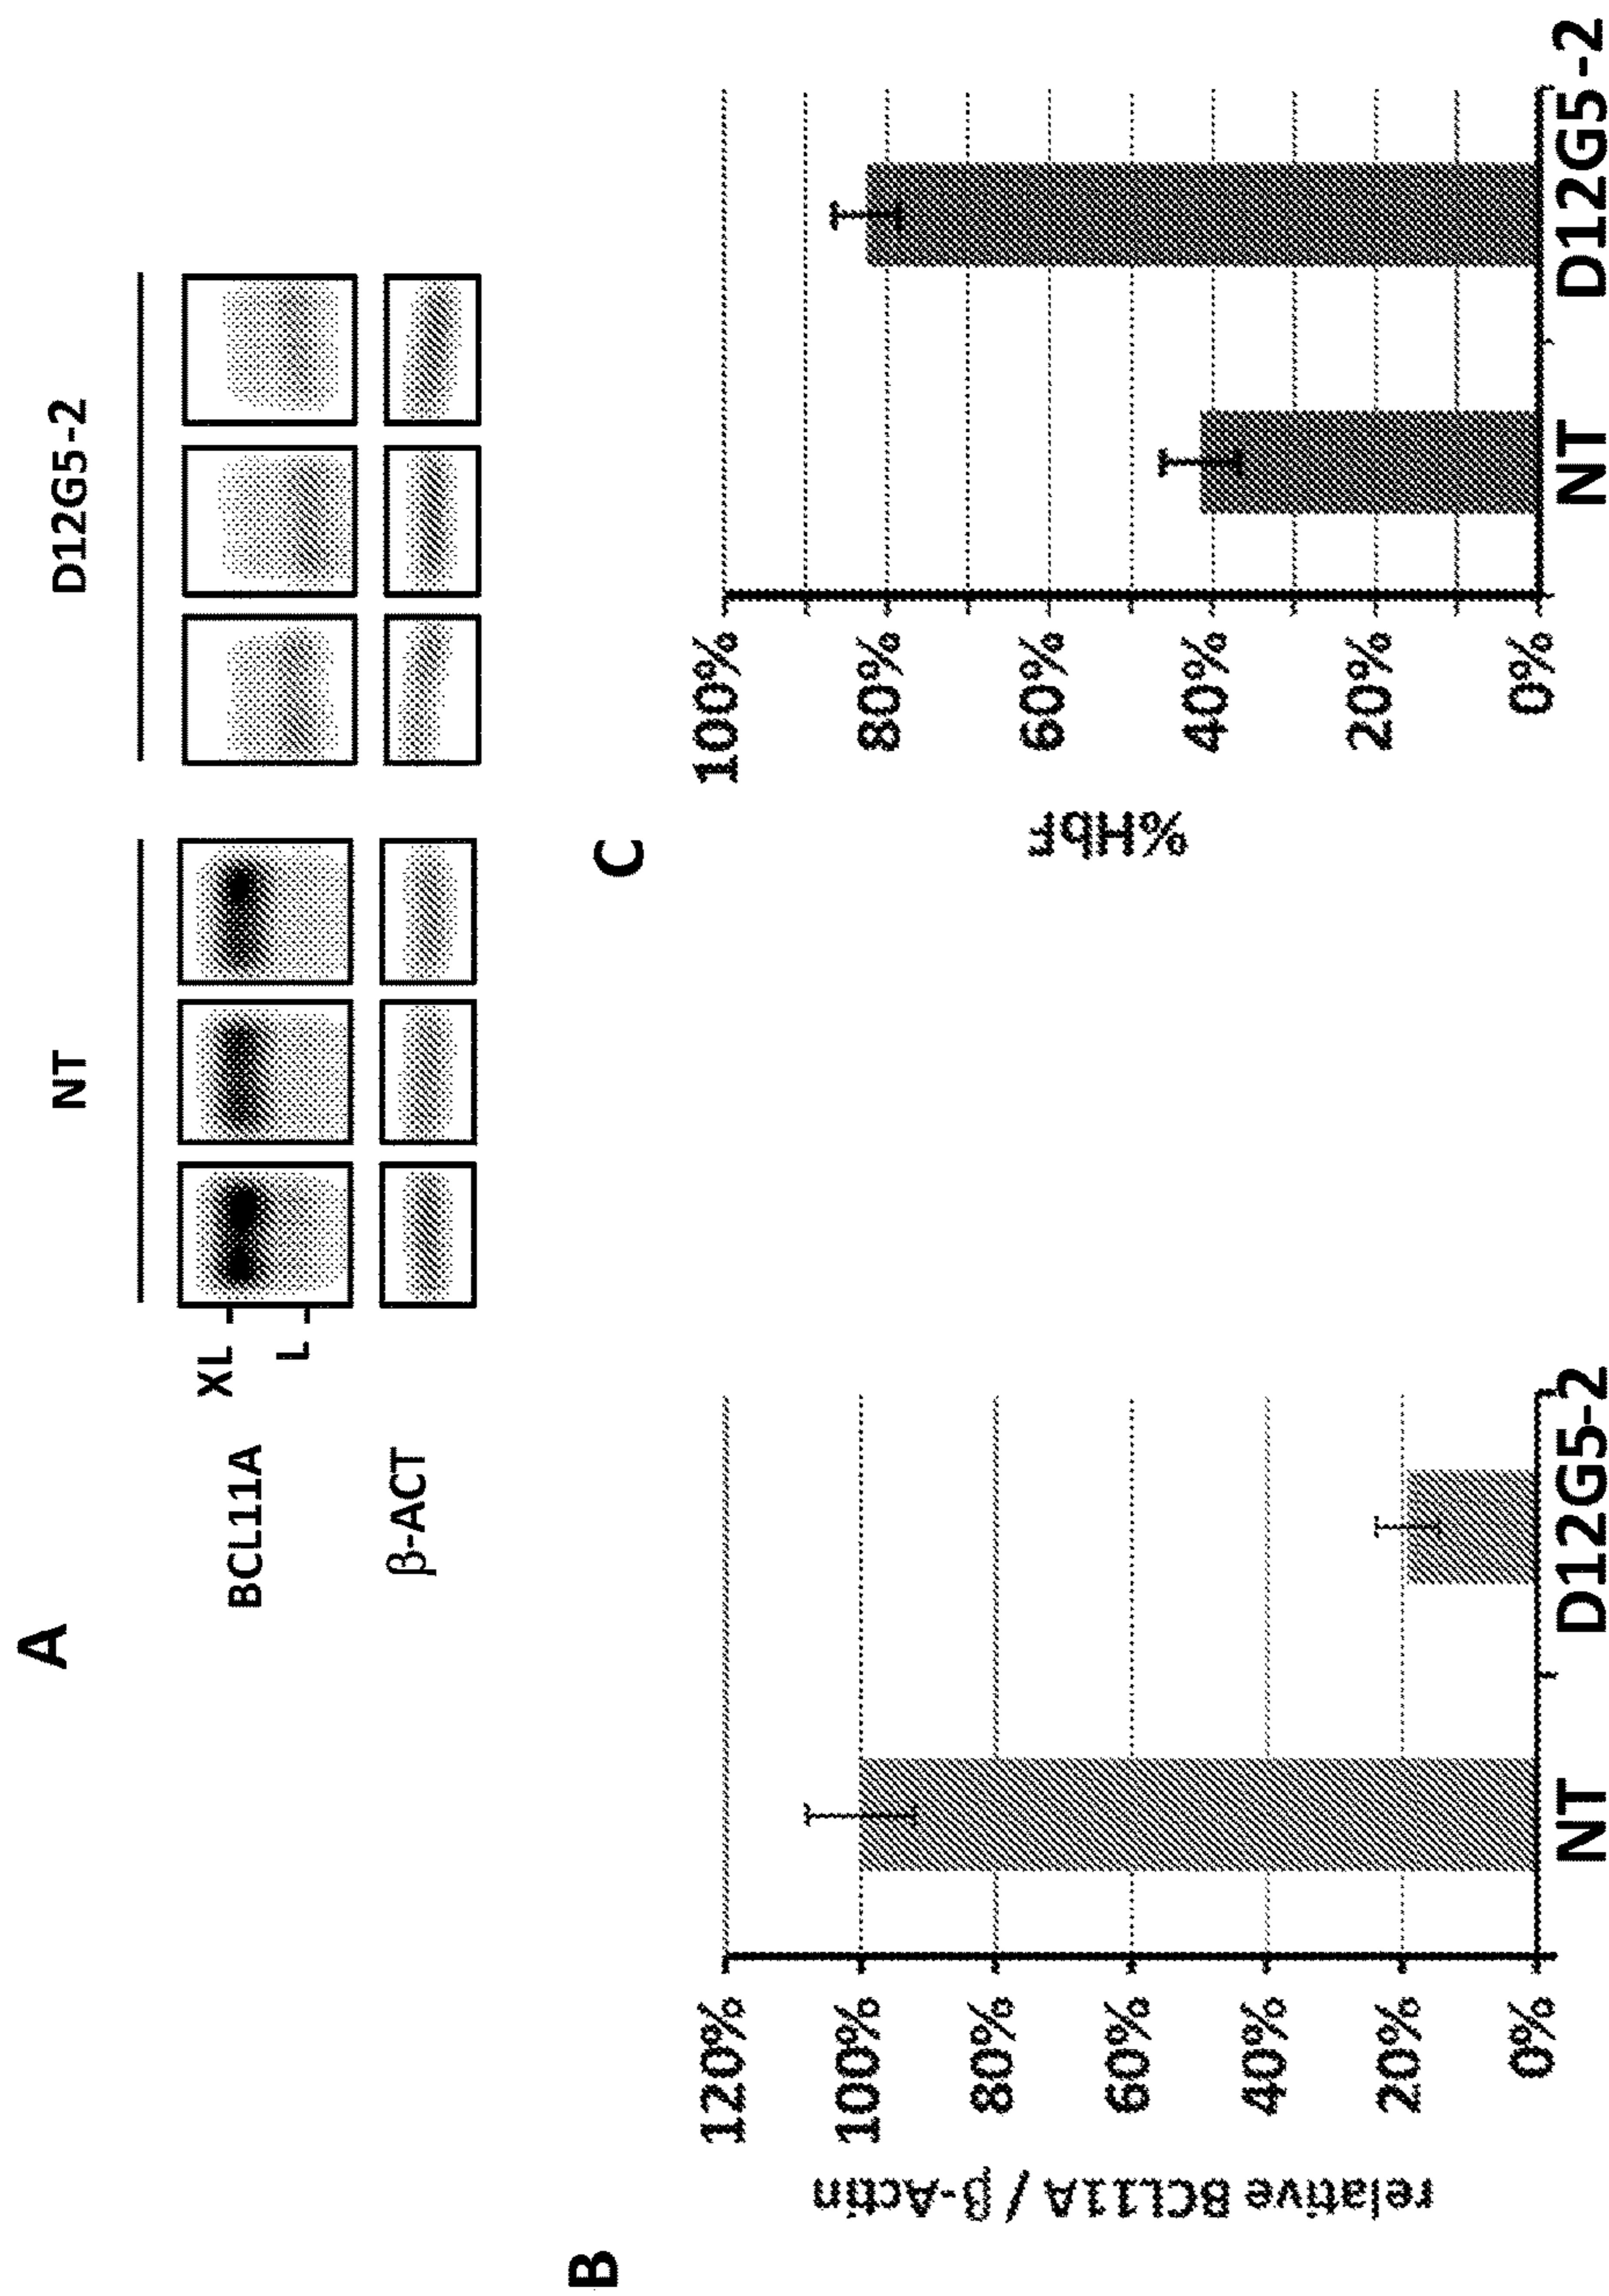 A
NT
D12G5-2
BCL11A
XL
L
β-ACT
B
relative BCL11A / β-Actin
120%
100%
80%
60%
40%
20%
0%
NT
D12G5-2
C
%Hbf
100%
80%
60%
40%
20%
0%
NT
D12G5-2